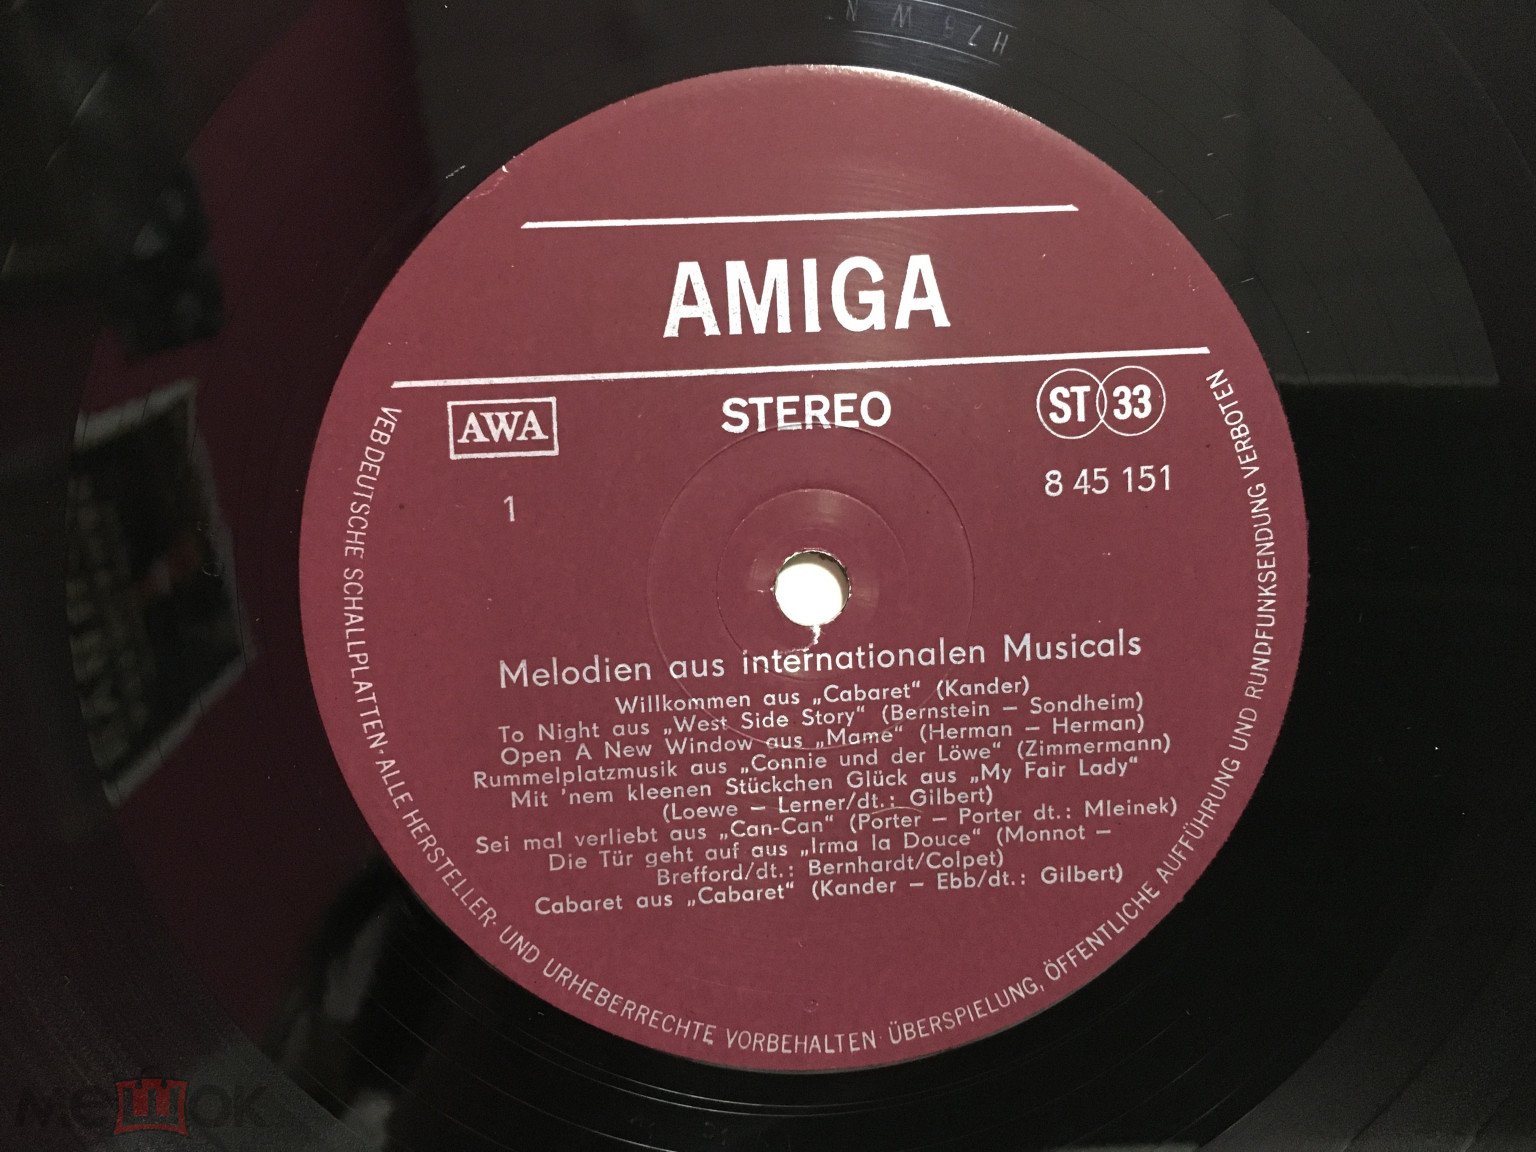 H 7 5 W N
AMIGA
AWA
STEREO
ST 33
1
8 45 151
Melodien aus internationalen Musicals
Willkommen aus „Cabaret“ (Kander)
To Night aus „West Side Story“ (Bernstein – Sondheim)
Open A New Window aus „Mame“ (Herman – Herman)
Rummelplatzmusik aus „Connie und der Löwe“ (Zimmermann)
Mit 'nem kleenen Stückchen Glück aus „My Fair Lady“
(Loewe – Lerner/dt.: Gilbert)
Sei mal verliebt aus „Can-Can“ (Porter – Porter dt.: Mleinek)
Die Tür geht auf aus „Irma la Douce“ (Monnot –
Brefford/dt.: Bernhardt/Colpet)
Cabaret aus „Cabaret“ (Kander – Ebb/dt.: Gilbert)
VEB DEUTSCHE SCHALLPLATTEN · ALLE HERSTELLER- UND URHEBERRECHTE VORBEHALTEN · ÜBERSPIELUNG, ÖFFENTLICHE AUFFÜHRUNG UND RUNDFUNKSENDUNG VERBOTEN
мешок